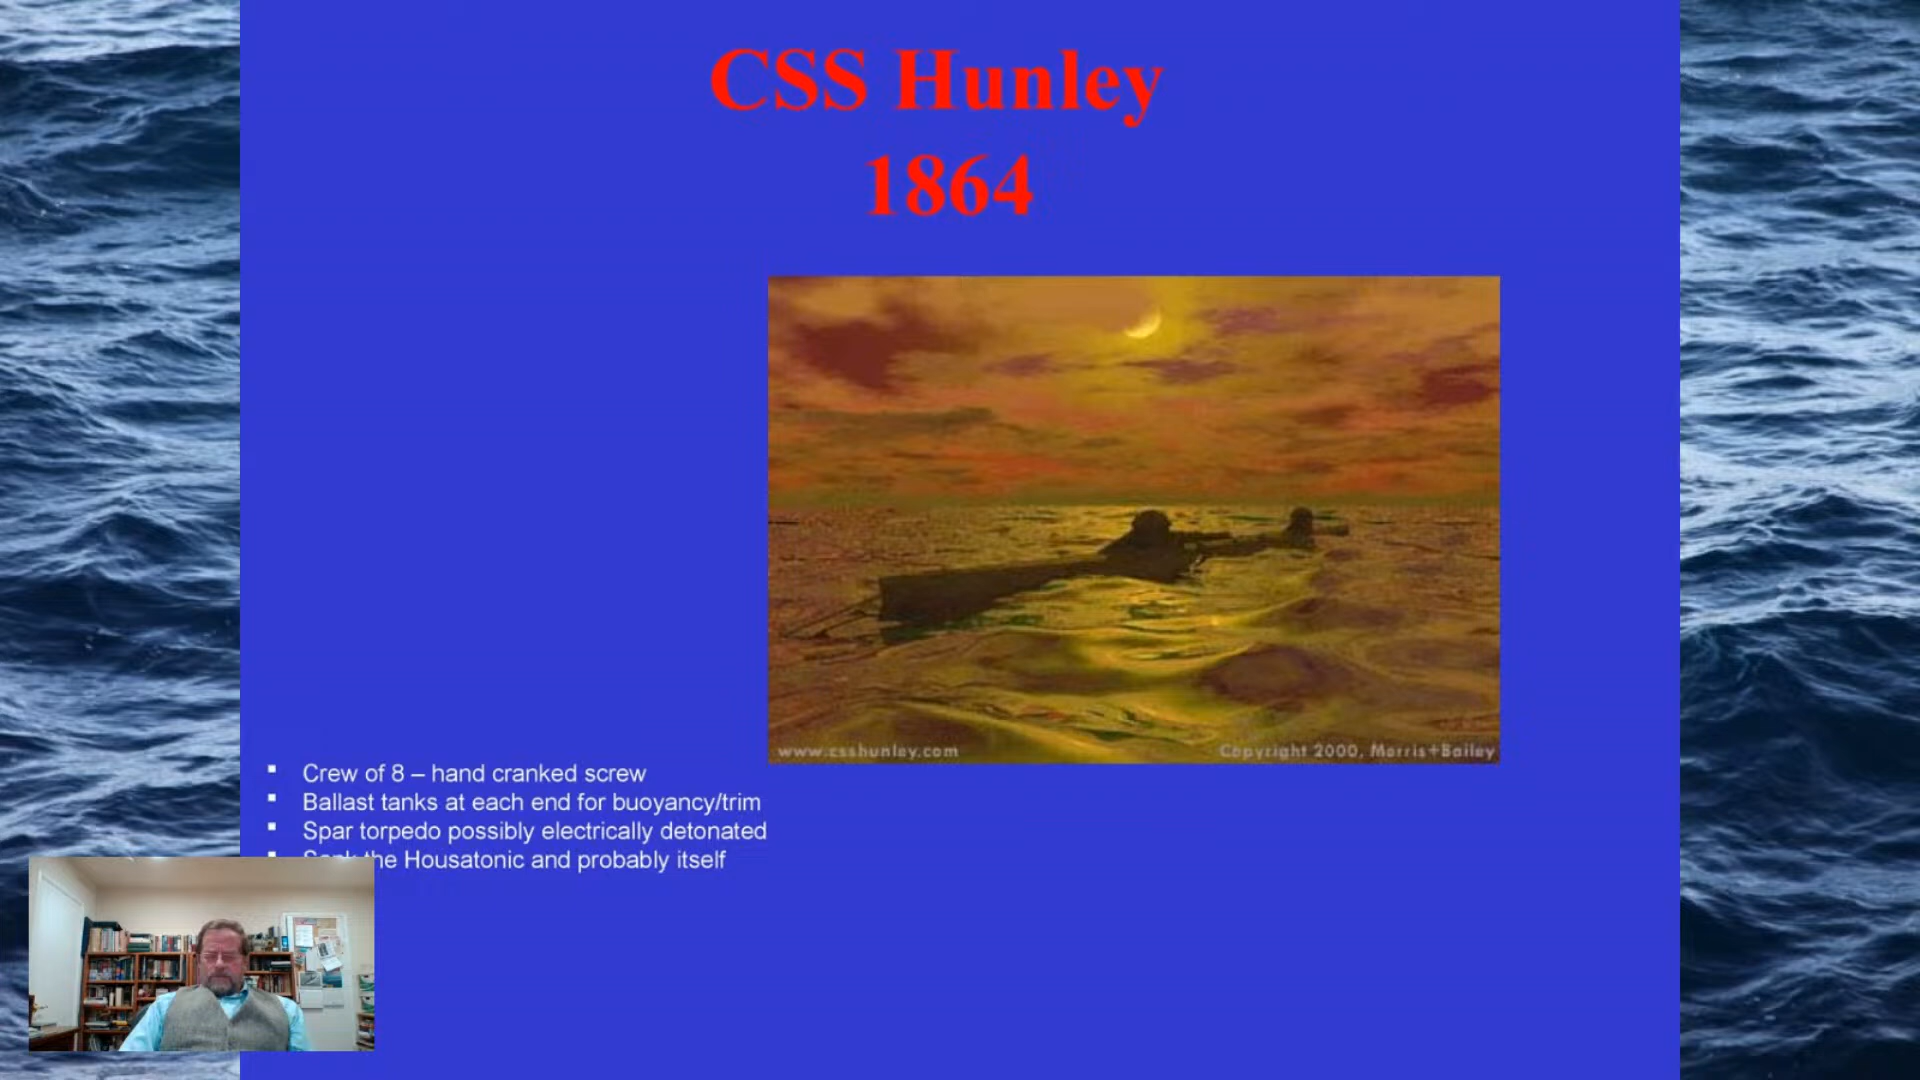 CSS Hunley
1864
www.csshunley.com
Copyright 2000, Morris+Bailey
Crew of 8 – hand cranked screw
Ballast tanks at each end for buoyancy/trim
Spar torpedo possibly electrically detonated
Sank the Housatonic and probably itself